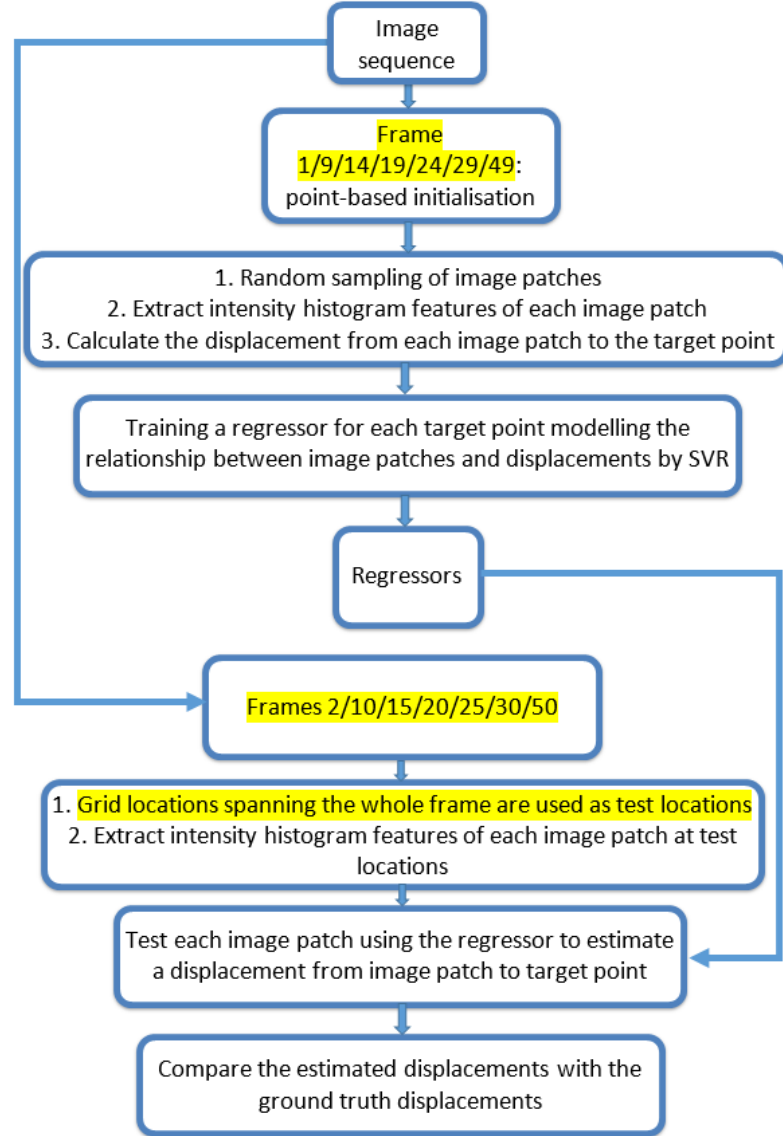 Image
sequence
Frame
1/9/14/19/24/29/49:
point-based initialisation
1. Random sampling of image patches
2. Extract intensity histogram features of each image patch
3. Calculate the displacement from each image patch to the target point
Training a regressor for each target point modelling the
relationship between image patches and displacements by SVR
Regressors
Frames 2/10/15/20/25/30/50
1. Grid locations spanning the whole frame are used as test locations
2. Extract intensity histogram features of each image patch at test
locations
Test each image patch using the regressor to estimate
a displacement from image patch to target point
Compare the estimated displacements with the
ground truth displacements